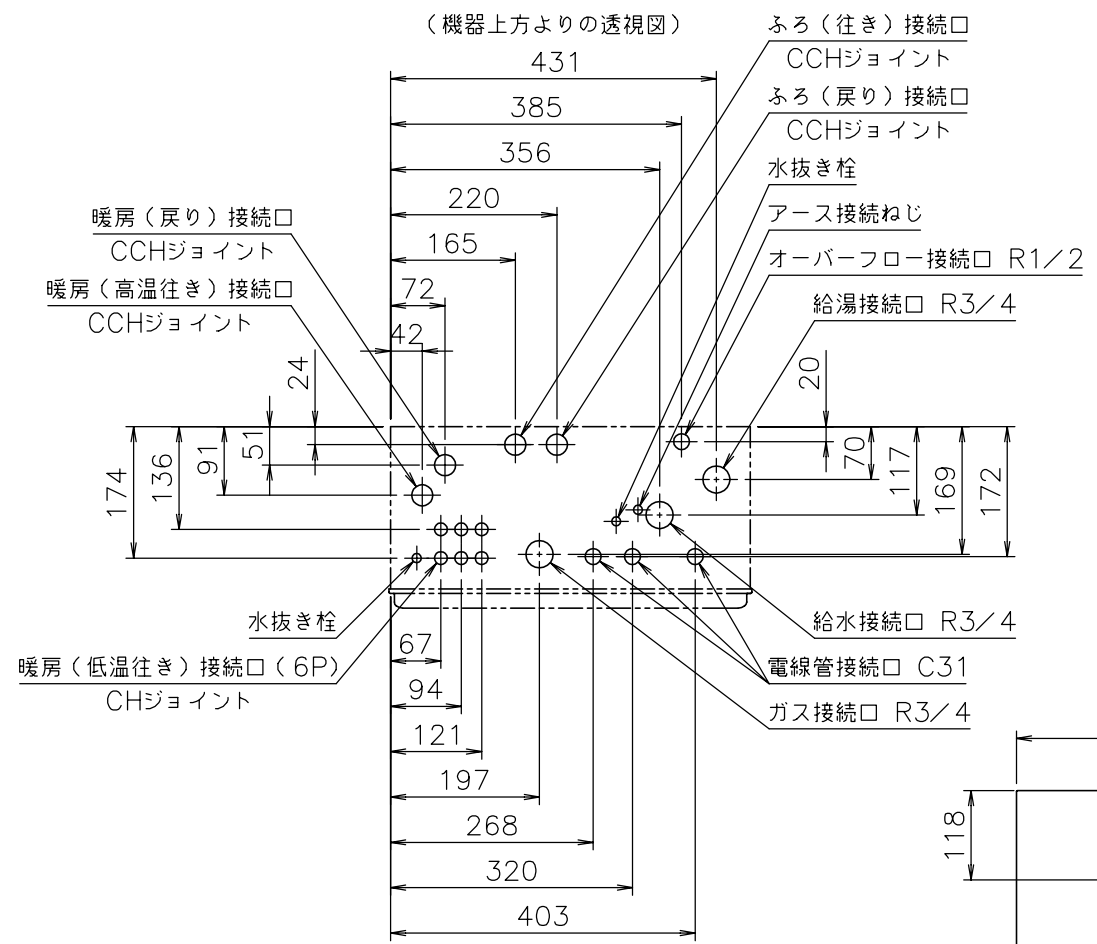 （機器上方よりの透視図）
ふろ（往き）接続口
CCHジョイント
431
ふろ（戻り）接続口
CCHジョイント
385
356
水抜き栓
220
アース接続ねじ
暖房（戻り）接続口
CCHジョイント
165
オーバーフロー接続口 R1/2
暖房（高温往き）接続口
CCHジョイント
72
給湯接続口 R3/4
42
24
20
51
91
136
174
70
117
169
172
水抜き栓
給水接続口 R3/4
67
暖房（低温往き）接続口（6P）
CHジョイント
電線管接続口 C31
94
ガス接続口 R3/4
121
197
118
268
320
403